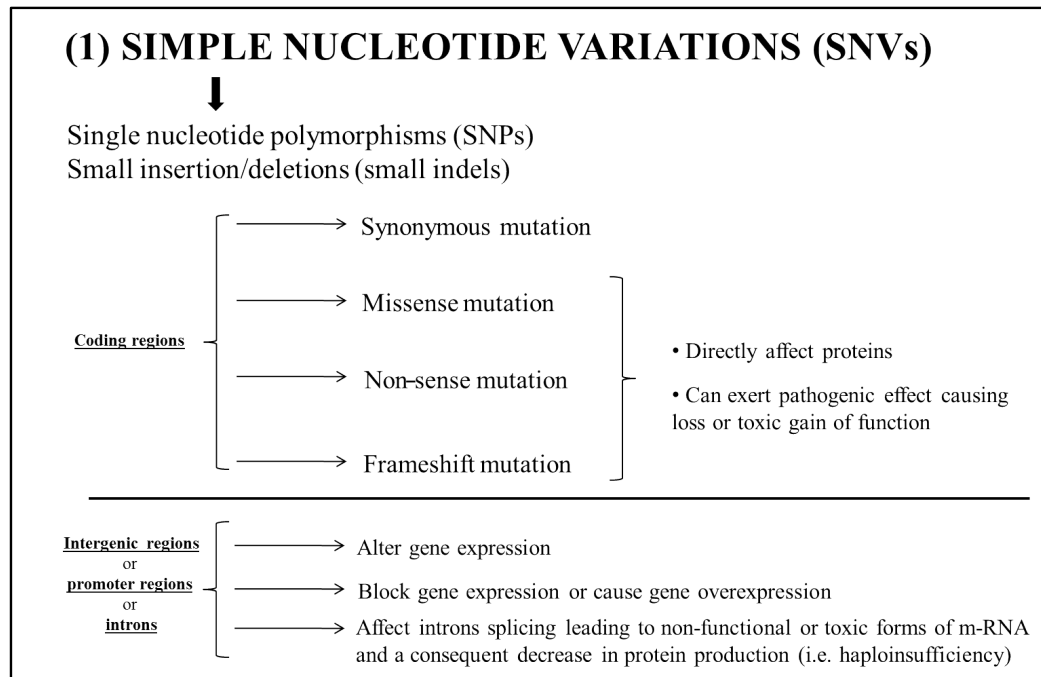 (1) SIMPLE NUCLEOTIDE VARIATIONS (SNVs)
Single nucleotide polymorphisms (SNPs)
Small insertion/deletions (small indels)
Coding regions
Synonymous mutation
Missense mutation
Non-sense mutation
Frameshift mutation
• Directly affect proteins
• Can exert pathogenic effect causing
loss or toxic gain of function
Intergenic regions
or
promoter regions
or
introns
Alter gene expression
Block gene expression or cause gene overexpression
Affect introns splicing leading to non-functional or toxic forms of m-RNA
and a consequent decrease in protein production (i.e. haploinsufficiency)